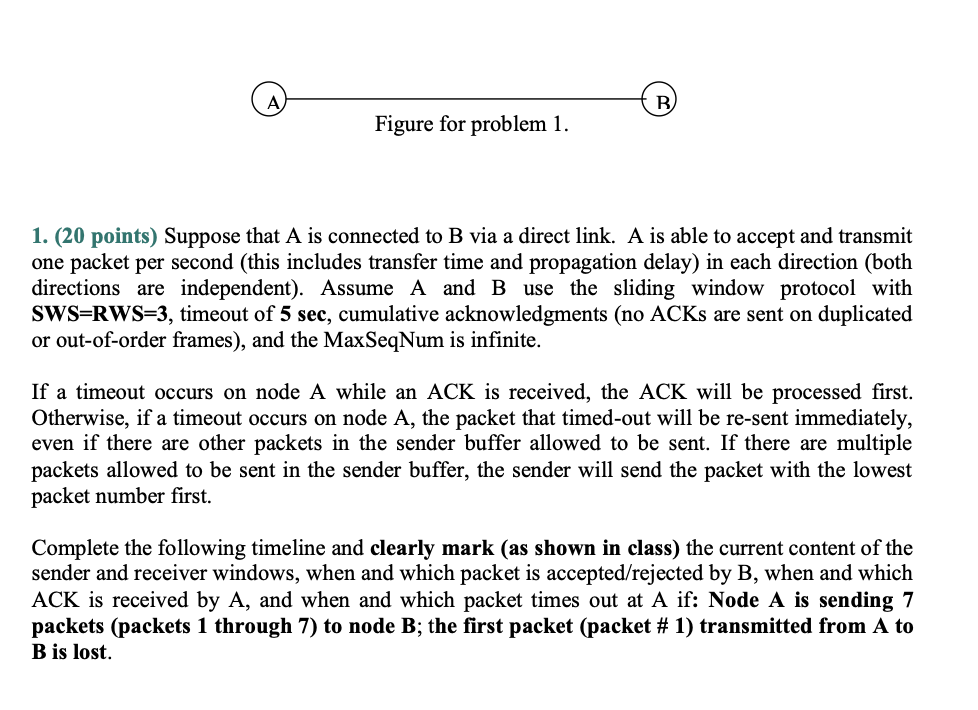 A B
Figure for problem 1.
1. (20 points) Suppose that A is connected to B via a direct link. A is able to accept and transmit
one packet per second (this includes transfer time and propagation delay) in each direction (both
directions are independent). Assume A and B use the sliding window protocol with
SWS=RWS=3, timeout of 5 sec, cumulative acknowledgments (no ACKs are sent on duplicated
or out-of-order frames), and the MaxSeqNum is infinite.
If a timeout occurs on node A while an ACK is received, the ACK will be processed first.
Otherwise, if a timeout occurs on node A, the packet that timed-out will be re-sent immediately,
even if there are other packets in the sender buffer allowed to be sent. If there are multiple
packets allowed to be sent in the sender buffer, the sender will send the packet with the lowest
packet number first.
Complete the following timeline and clearly mark (as shown in class) the current content of the
sender and receiver windows, when and which packet is accepted/rejected by B, when and which
ACK is received by A, and when and which packet times out at A if: Node A is sending 7
packets (packets 1 through 7) to node B; the first packet (packet # 1) transmitted from A to
B is lost.